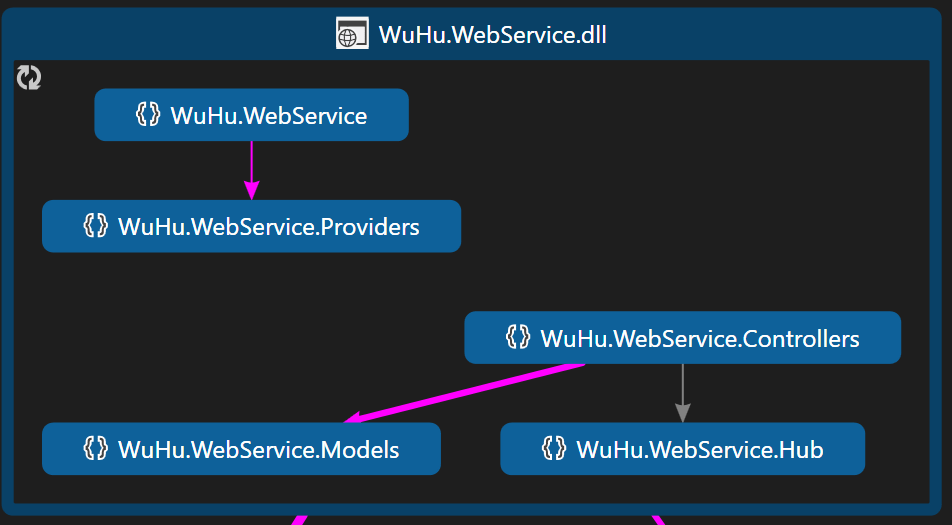 WuHu.WebService.dll
WuHu.WebService
WuHu.WebService.Providers
WuHu.WebService.Controllers
WuHu.WebService.Models
WuHu.WebService.Hub